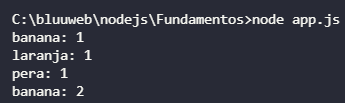 C:\bluuweb\nodejs\Fundamentos>node app.js
banana: 1
laranja: 1
pera: 1
banana: 2